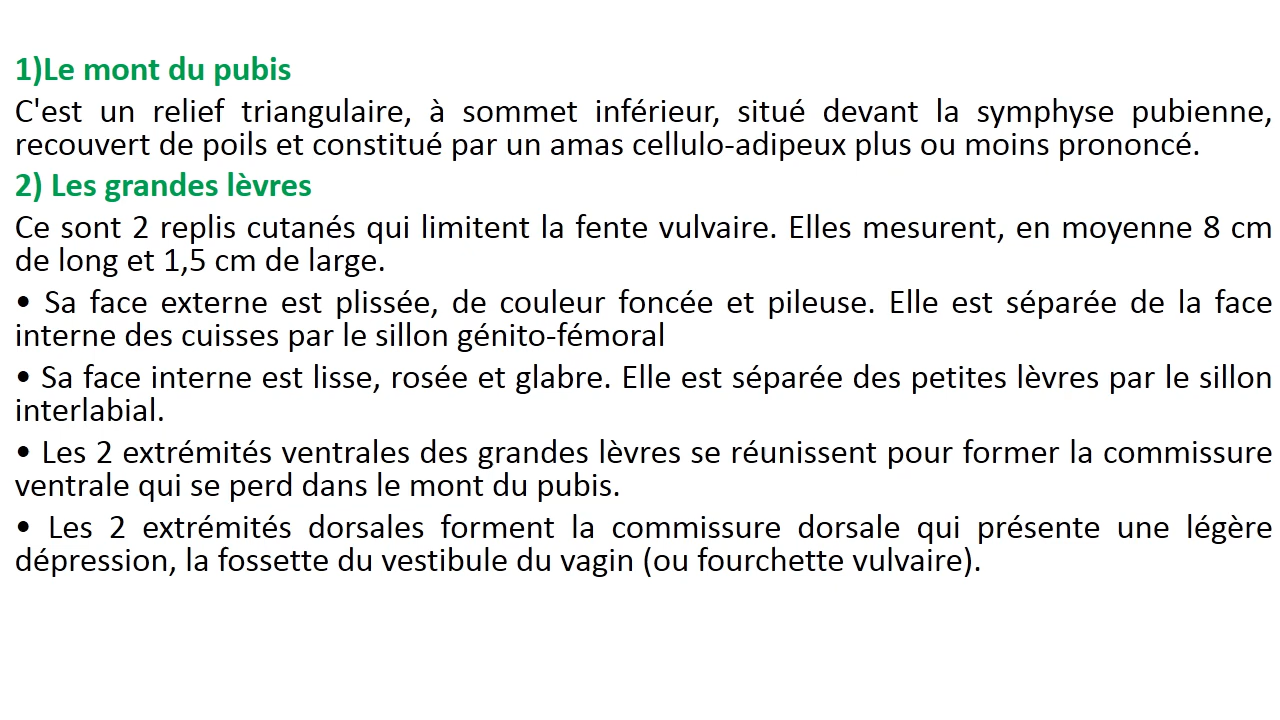 1)Le mont du pubis
C'est un relief triangulaire, à sommet inférieur, situé devant la symphyse pubienne,
recouvert de poils et constitué par un amas cellulo-adipeux plus ou moins prononcé.
2) Les grandes lèvres
Ce sont 2 replis cutanés qui limitent la fente vulvaire. Elles mesurent, en moyenne 8 cm
de long et 1,5 cm de large.
• Sa face externe est plissée, de couleur foncée et pileuse. Elle est séparée de la face
interne des cuisses par le sillon génito-fémoral
• Sa face interne est lisse, rosée et glabre. Elle est séparée des petites lèvres par le sillon
interlabial.
• Les 2 extrémités ventrales des grandes lèvres se réunissent pour former la commissure
ventrale qui se perd dans le mont du pubis.
• Les 2 extrémités dorsales forment la commissure dorsale qui présente une légère
dépression, la fossette du vestibule du vagin (ou fourchette vulvaire).